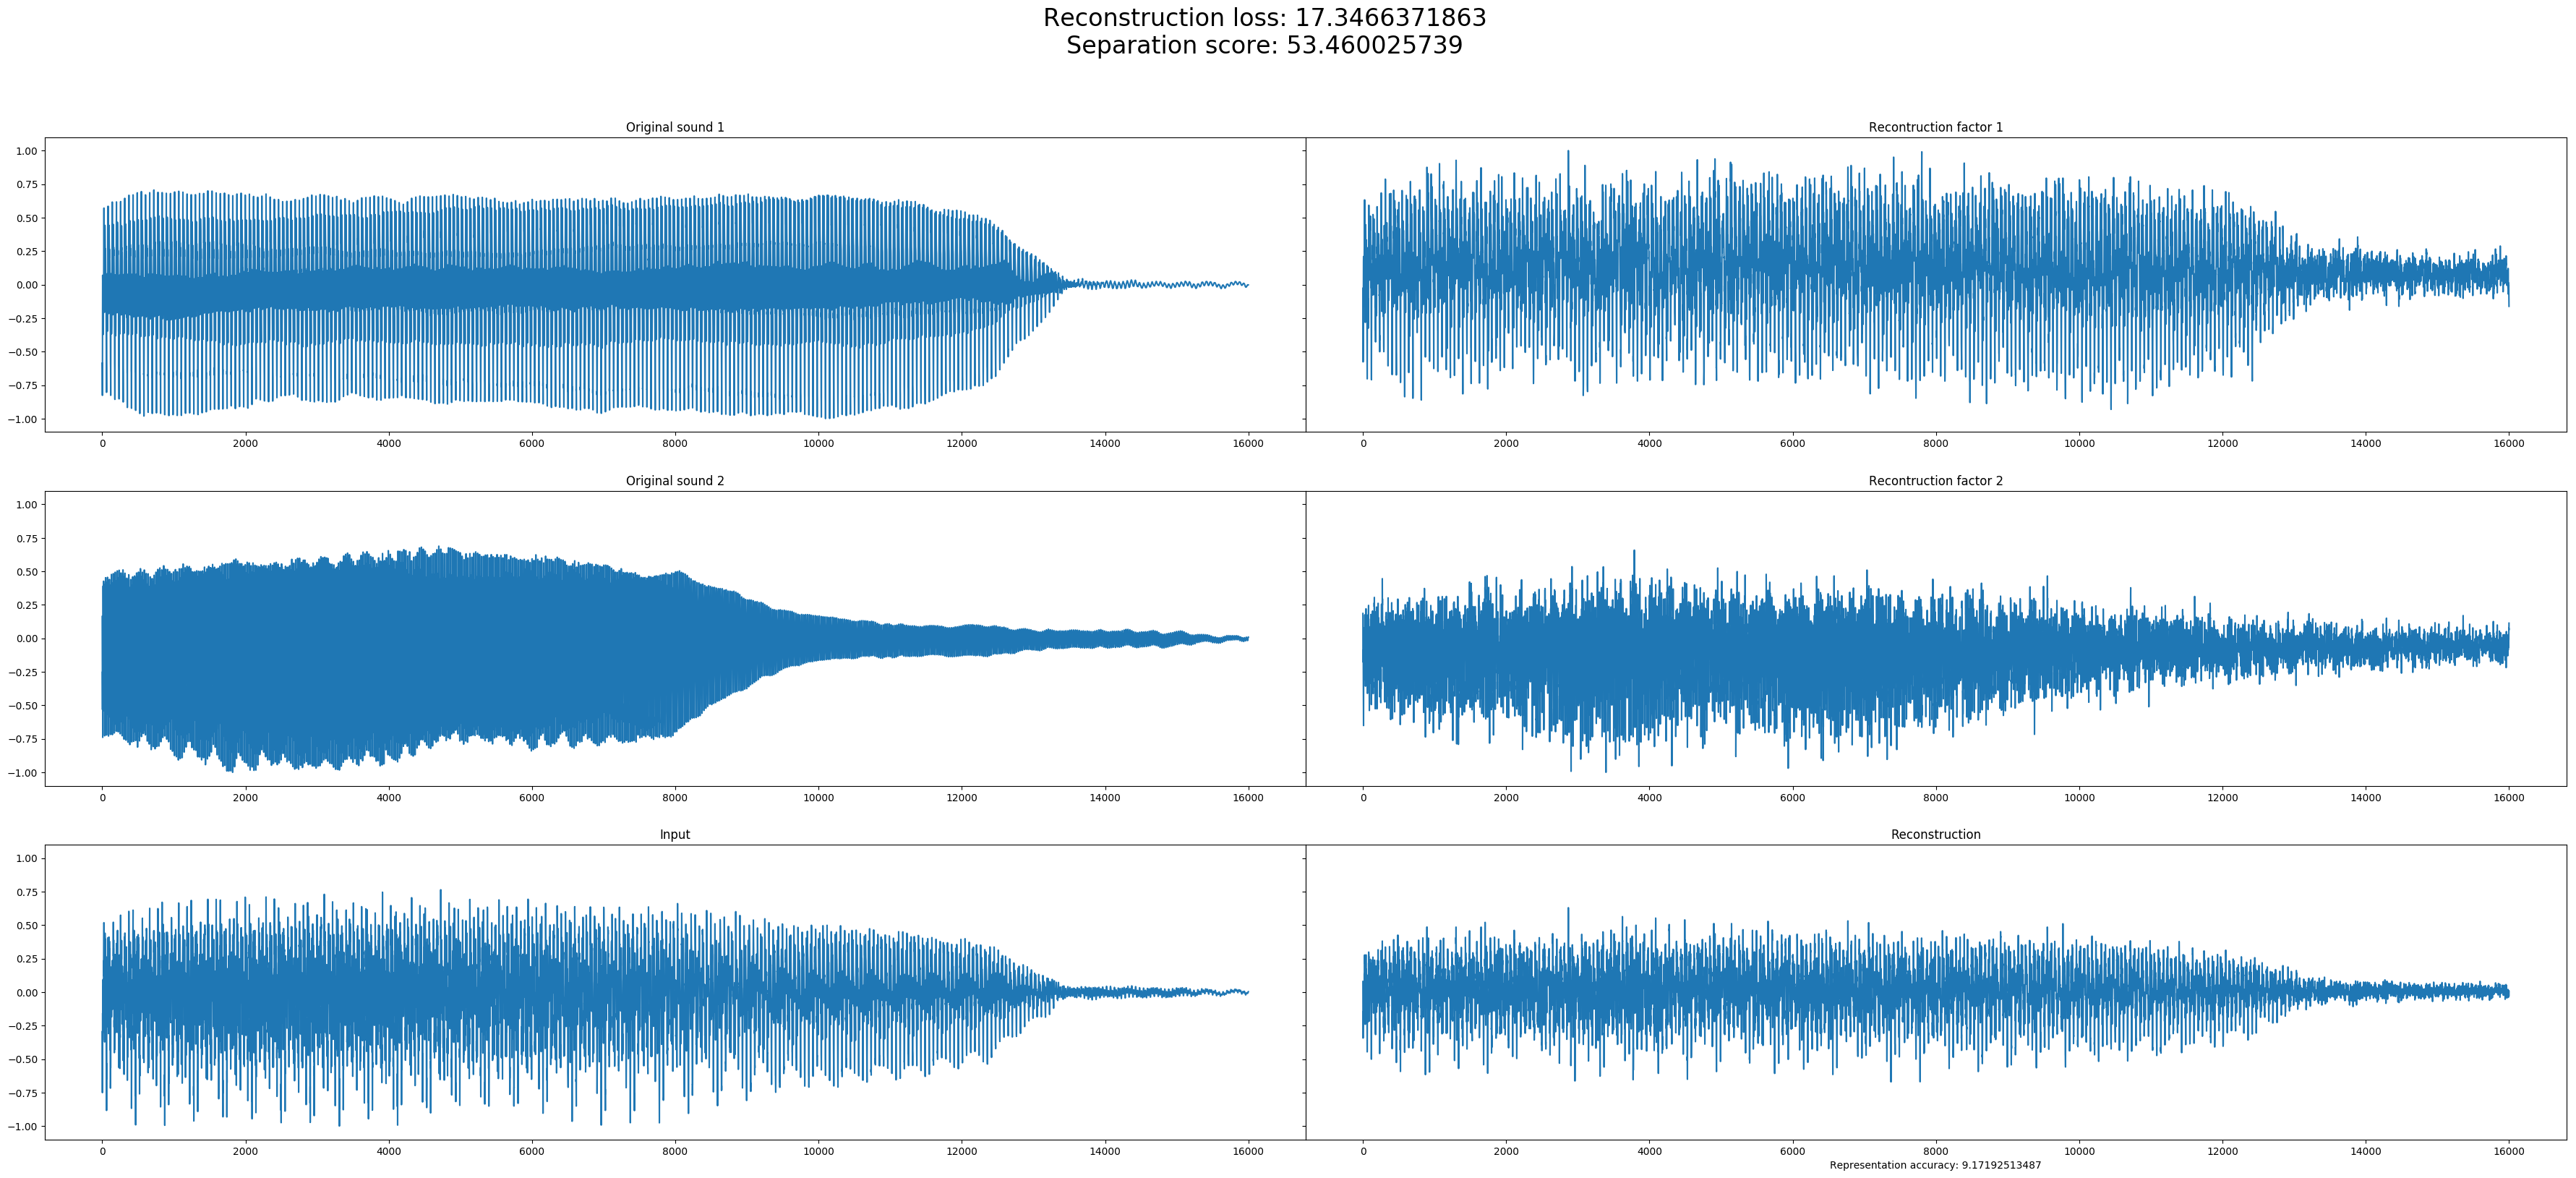 Reconstruction loss: 17.3466371863
Separation score: 53.460025739
Original sound 1
Recontruction factor 1
1.00
0.75
0.50
0.25
0.00
−0.25
−0.50
−0.75
−1.00
0 2000 4000 6000 8000 10000 12000 14000 16000
0 2000 4000 6000 8000 10000 12000 14000 16000
Original sound 2
Reconstruction factor 2
1.00
0.75
0.50
0.25
0.00
−0.25
−0.50
−0.75
−1.00
0 2000 4000 6000 8000 10000 12000 14000 16000
0 2000 4000 6000 8000 10000 12000 14000 16000
Input
Reconstruction
1.00
0.75
0.50
0.25
0.00
−0.25
−0.50
−0.75
−1.00
0 2000 4000 6000 8000 10000 12000 14000 16000
0 2000 4000 6000 8000 10000 12000 14000 16000
Representation accuracy: 9.17192513487